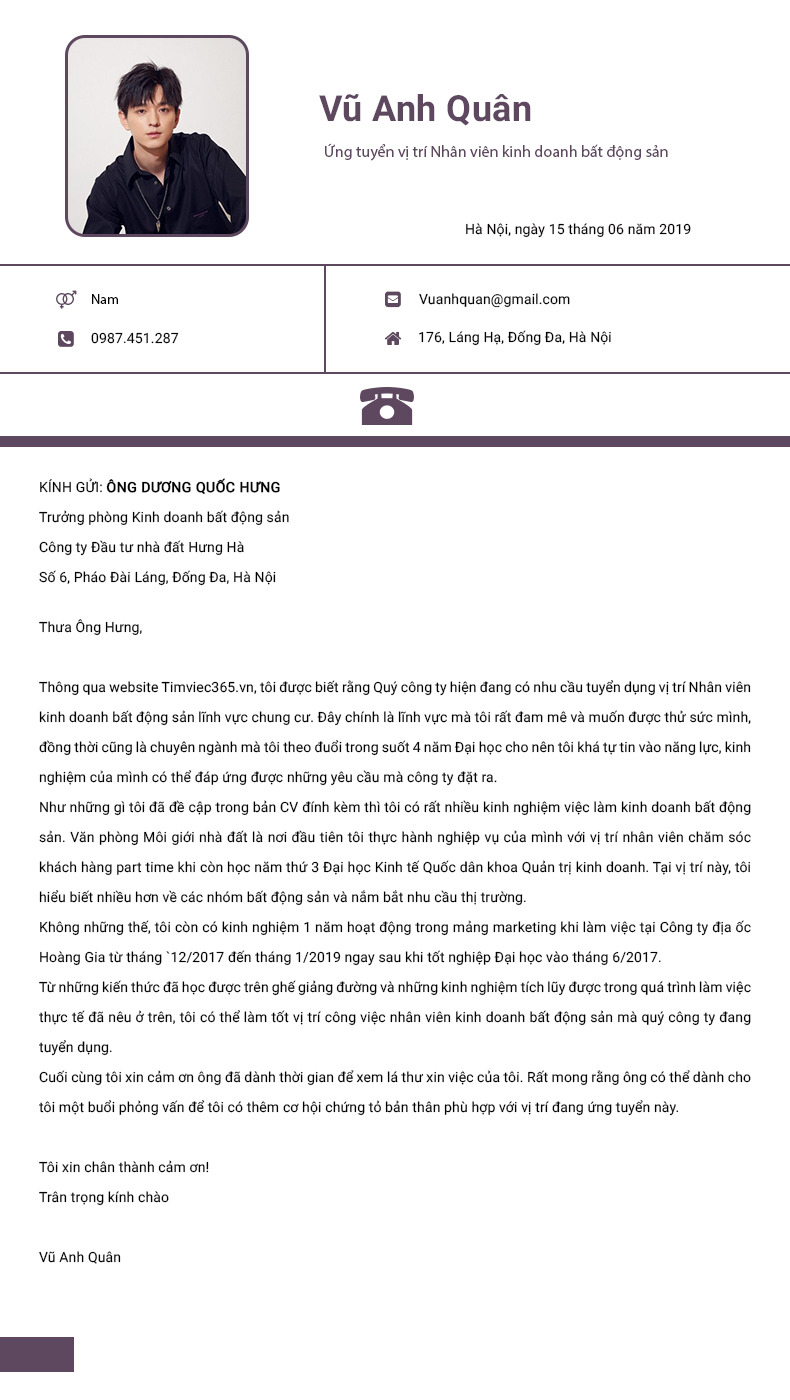 Vũ Anh Quân
Ứng tuyển vị trí Nhân viên kinh doanh bất động sản
Hà Nội, ngày 15 tháng 06 năm 2019
Nam
Vuanhquan@gmail.com
0987.451.287
176, Láng Hạ, Đống Đa, Hà Nội
KÍNH GỬI: ÔNG DƯƠNG QUỐC HƯNG
Trưởng phòng Kinh doanh bất động sản
Công ty Đầu tư nhà đất Hưng Hà
Số 6, Pháo Đài Láng, Đống Đa, Hà Nội
Thưa Ông Hưng,
Thông qua website Timviec365.vn, tôi được biết rằng Quý công ty hiện đang có nhu cầu tuyển dụng vị trí Nhân viên
kinh doanh bất động sản lĩnh vực chung cư. Đây chính là lĩnh vực mà tôi rất đam mê và muốn được thử sức mình,
đồng thời cũng là chuyên ngành mà tôi theo đuổi trong suốt 4 năm Đại học cho nên tôi khá tự tin vào năng lực, kinh
nghiệm của mình có thể đáp ứng được những yêu cầu mà công ty đặt ra.
Như những gì tôi đã đề cập trong bản CV đính kèm thì tôi có rất nhiều kinh nghiệm việc làm kinh doanh bất động
sản. Văn phòng Môi giới nhà đất là nơi đầu tiên tôi thực hành nghiệp vụ của mình với vị trí nhân viên chăm sóc
khách hàng part time khi còn học năm thứ 3 Đại học Kinh tế Quốc dân khoa Quản trị kinh doanh. Tại vị trí này, tôi
hiểu biết nhiều hơn về các nhóm bất động sản và nắm bắt nhu cầu thị trường.
Không những thế, tôi còn có kinh nghiệm 1 năm hoạt động trong mảng marketing khi làm việc tại Công ty địa ốc
Hoàng Gia từ tháng `12/2017 đến tháng 1/2019 ngay sau khi tốt nghiệp Đại học vào tháng 6/2017.
Từ những kiến thức đã học được trên ghế giảng đường và những kinh nghiệm tích lũy được trong quá trình làm việc
thực tế đã nêu ở trên, tôi có thể làm tốt vị trí công việc nhân viên kinh doanh bất động sản mà quý công ty đang
tuyển dụng.
Cuối cùng tôi xin cảm ơn ông đã dành thời gian để xem lá thư xin việc của tôi. Rất mong rằng ông có thể dành cho
tôi một buổi phỏng vấn để tôi có thêm cơ hội chứng tỏ bản thân phù hợp với vị trí đang ứng tuyển này.
Tôi xin chân thành cảm ơn!
Trân trọng kính chào
Vũ Anh Quân